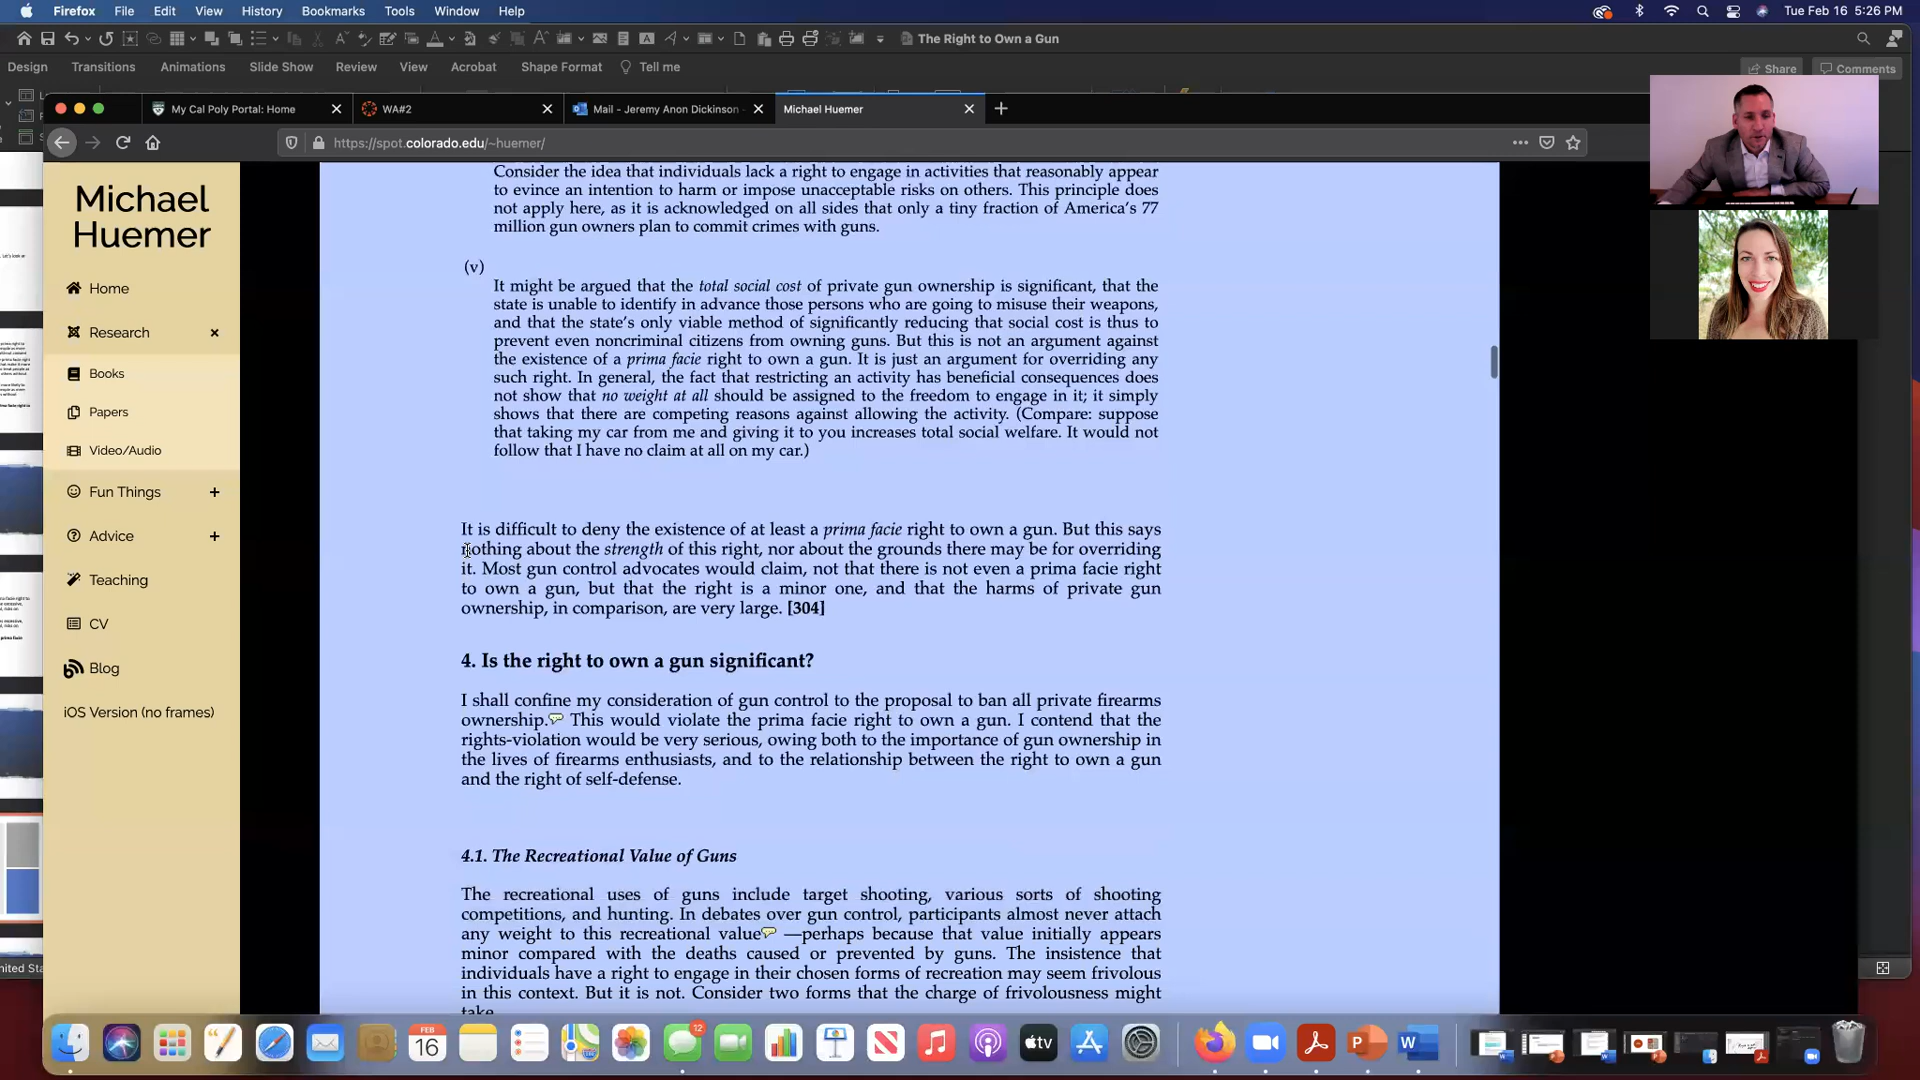 Firefox File Edit View History Bookmarks Tools Window Help
Tue Feb 16 5:26 PM
The Right to Own a Gun
Design Transitions Animations Slide Show Review View Acrobat Shape Format Tell me
Share Comments
My Cal Poly Portal: Home
WA#2
Mail - Jeremy Anon Dickinson -
Michael Huemer
https://spot.colorado.edu/~huemer/
Michael
Huemer
Home
Research
Books
Papers
Video/Audio
Fun Things
Advice
Teaching
CV
Blog
iOS Version (no frames)
Consider the idea that individuals lack a right to engage in activities that reasonably appear
to evince an intention to harm or impose unacceptable risks on others. This principle does
not apply here, as it is acknowledged on all sides that only a tiny fraction of America's 77
million gun owners plan to commit crimes with guns.
(v)
It might be argued that the total social cost of private gun ownership is significant, that the
state is unable to identify in advance those persons who are going to misuse their weapons,
and that the state's only viable method of significantly reducing that social cost is thus to
prevent even noncriminal citizens from owning guns. But this is not an argument against
the existence of a prima facie right to own a gun. It is just an argument for overriding any
such right. In general, the fact that restricting an activity has beneficial consequences does
not show that no weight at all should be assigned to the freedom to engage in it; it simply
shows that there are competing reasons against allowing the activity. (Compare: suppose
that taking my car from me and giving it to you increases total social welfare. It would not
follow that I have no claim at all on my car.)
It is difficult to deny the existence of at least a prima facie right to own a gun. But this says
nothing about the strength of this right, nor about the grounds there may be for overriding
it. Most gun control advocates would claim, not that there is not even a prima facie right
to own a gun, but that the right is a minor one, and that the harms of private gun
ownership, in comparison, are very large. [304]
4. Is the right to own a gun significant?
I shall confine my consideration of gun control to the proposal to ban all private firearms
ownership. This would violate the prima facie right to own a gun. I contend that the
rights-violation would be very serious, owing both to the importance of gun ownership in
the lives of firearms enthusiasts, and to the relationship between the right to own a gun
and the right of self-defense.
4.1. The Recreational Value of Guns
The recreational uses of guns include target shooting, various sorts of shooting
competitions, and hunting. In debates over gun control, participants almost never attach
any weight to this recreational value —perhaps because that value initially appears
minor compared with the deaths caused or prevented by guns. The insistence that
individuals have a right to engage in their chosen forms of recreation may seem frivolous
in this context. But it is not. Consider two forms that the charge of frivolousness might
take.
nited Sta
FEB
16
12
tv
P
W